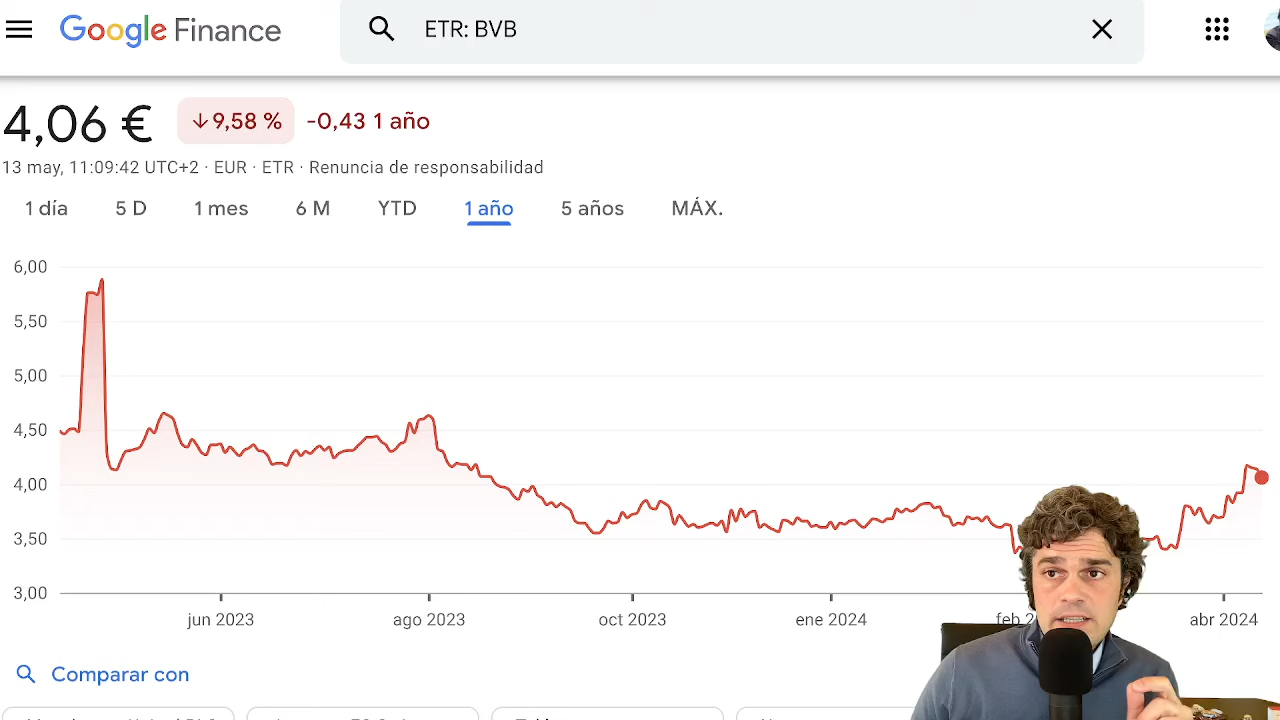 Google Finance
ETR: BVB
4,06 €
↓9,58 % -0,43 1 año
13 may, 11:09:42 UTC+2 · EUR · ETR · Renuncia de responsabilidad
1 día 5 D 1 mes 6 M YTD 1 año 5 años MÁX.
6,00
5,50
5,00
4,50
4,00
3,50
3,00
jun 2023 ago 2023 oct 2023 ene 2024 feb abr 2024
Comparar con